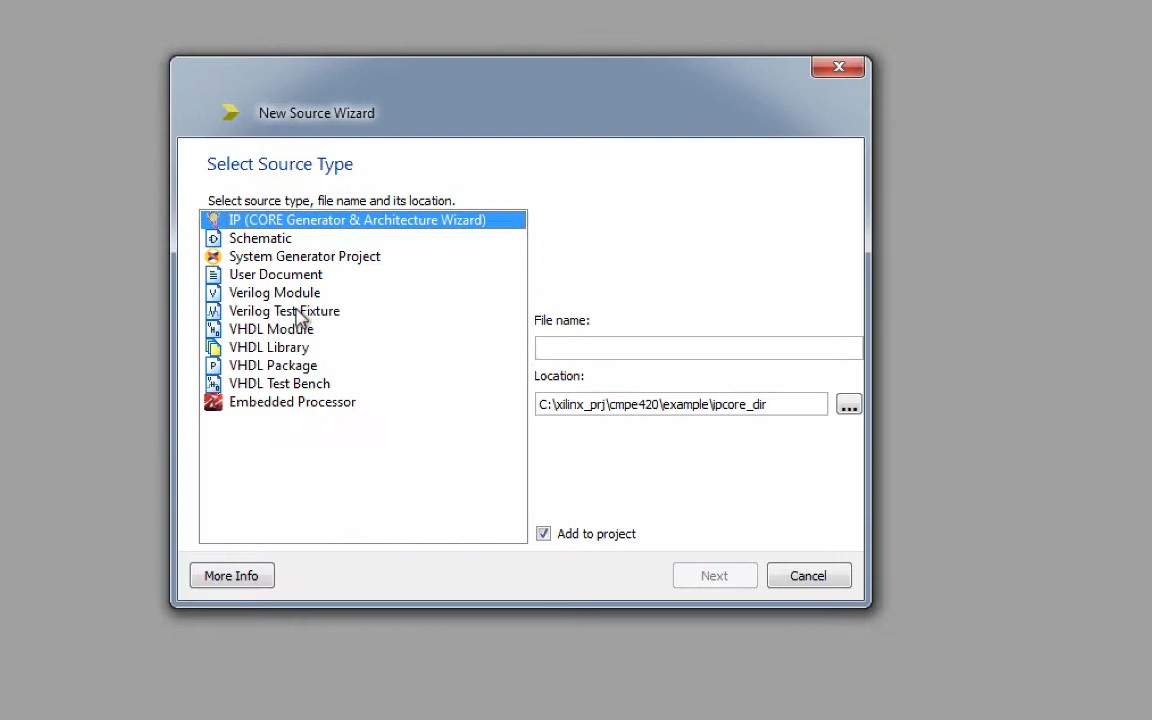 New Source Wizard
Select Source Type
Select source type, file name and its location.
IP (CORE Generator & Architecture Wizard)
Schematic
System Generator Project
User Document
Verilog Module
Verilog Test Fixture
VHDL Module
VHDL Library
VHDL Package
VHDL Test Bench
Embedded Processor
File name:
Location:
C:\xilinx_prj\cmpe420\example\ipcore_dir
...
Add to project
More Info
Next
Cancel